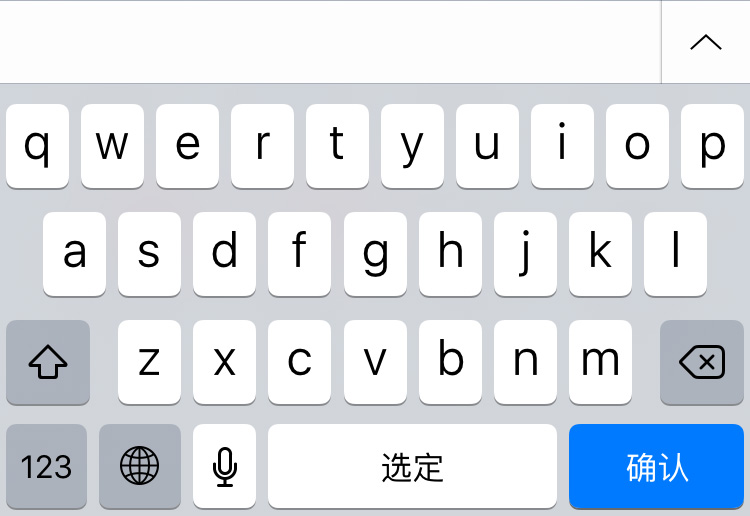 q w e r t y u i o p
a s d f g h j k l
z x c v b n m
123 选定 确认